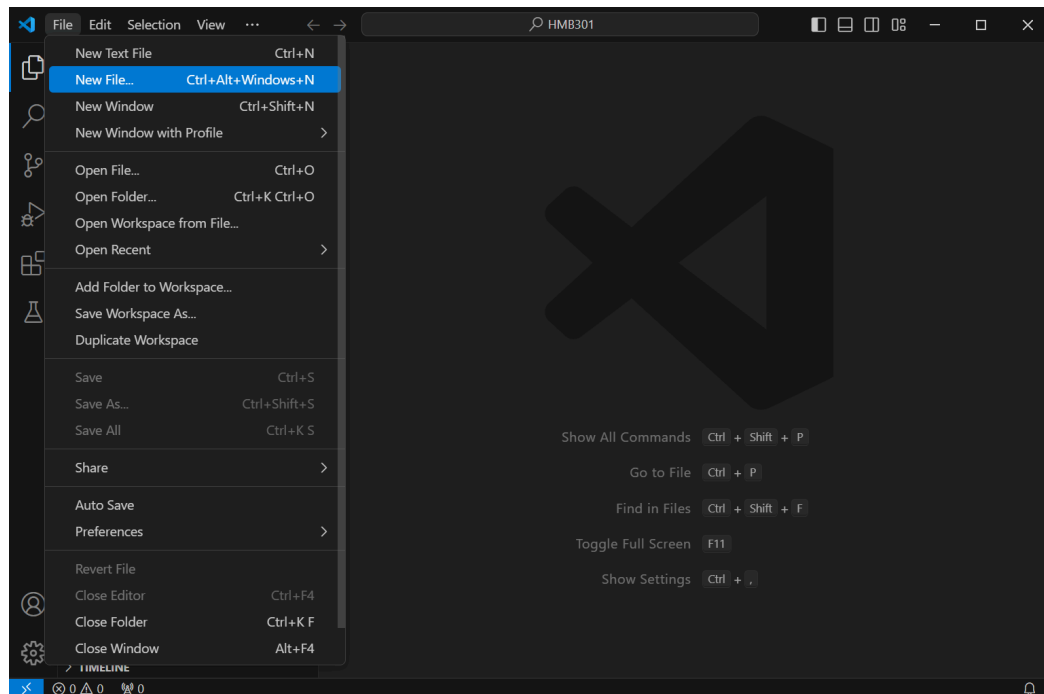 File Edit Selection View ··· HMB301
New Text File Ctrl+N
New File... Ctrl+Alt+Windows+N
New Window Ctrl+Shift+N
New Window with Profile
Open File... Ctrl+O
Open Folder... Ctrl+K Ctrl+O
Open Workspace from File...
Open Recent
Add Folder to Workspace...
Save Workspace As...
Duplicate Workspace
Save Ctrl+S
Save As... Ctrl+Shift+S
Save All Ctrl+K S
Share
Auto Save
Preferences
Revert File
Close Editor Ctrl+F4
Close Folder Ctrl+K F
Close Window Alt+F4
Show All Commands Ctrl + Shift + P
Go to File Ctrl + P
Find in Files Ctrl + Shift + F
Toggle Full Screen F11
Show Settings Ctrl + ,
TIMELINE
0 0 0